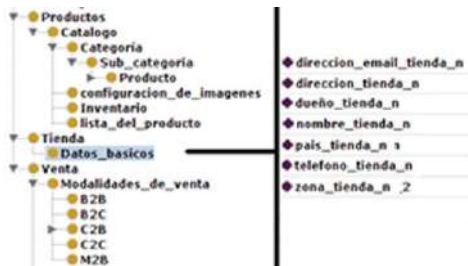 Productos
Catalogo
Categoria
Sub_categoria
Producto
configuracion_de_imagenes
Inventario
lista_del_producto
Tienda
Datos_basicos
Venta
Modalidades_de_venta
B2B
B2C
C2B
C2C
M2B
direccion_email_tienda_n
direccion_tienda_n
dueño_tienda_n
nombre_tienda_n
pais_tienda_n
telefono_tienda_n
zona_tienda_n .2